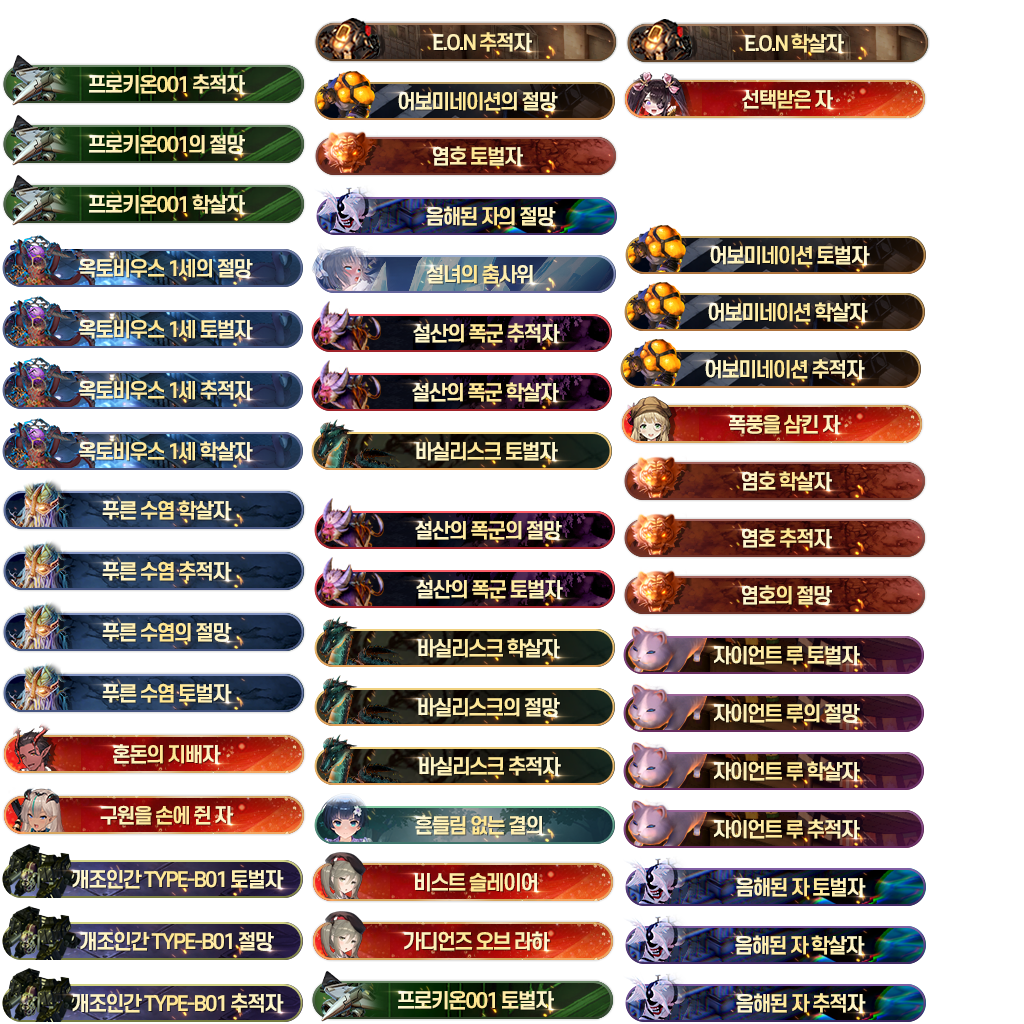 프로키온001 추적자
프로키온001의 절망
프로키온001 학살자
옥토비우스 1세의 절망
옥토비우스 1세 토벌자
옥토비우스 1세 추적자
옥토비우스 1세 학살자
푸른 수염 학살자
푸른 수염 추적자
푸른 수염의 절망
푸른 수염 토벌자
혼돈의 지배자
구원을 손에 쥔 자
개조인간 TYPE-B01 토벌자
개조인간 TYPE-B01 절망
개조인간 TYPE-B01 추적자
E.O.N 추적자
어보미네이션의 절망
염호 토벌자
음해된 자의 절망
설녀의 춤사위
설산의 폭군 추적자
설산의 폭군 학살자
바실리스크 토벌자
설산의 폭군의 절망
설산의 폭군 토벌자
바실리스크 학살자
바실리스크의 절망
바실리스크 추적자
흔들림 없는 결의
비스트 슬레이어
가디언즈 오브 라하
프로키온001 토벌자
E.O.N 학살자
선택받은 자
어보미네이션 토벌자
어보미네이션 학살자
어보미네이션 추적자
폭풍을 삼킨 자
염호 학살자
염호 추적자
염호의 절망
자이언트 루 토벌자
자이언트 루의 절망
자이언트 루 학살자
자이언트 루 추적자
음해된 자 토벌자
음해된 자 학살자
음해된 자 추적자